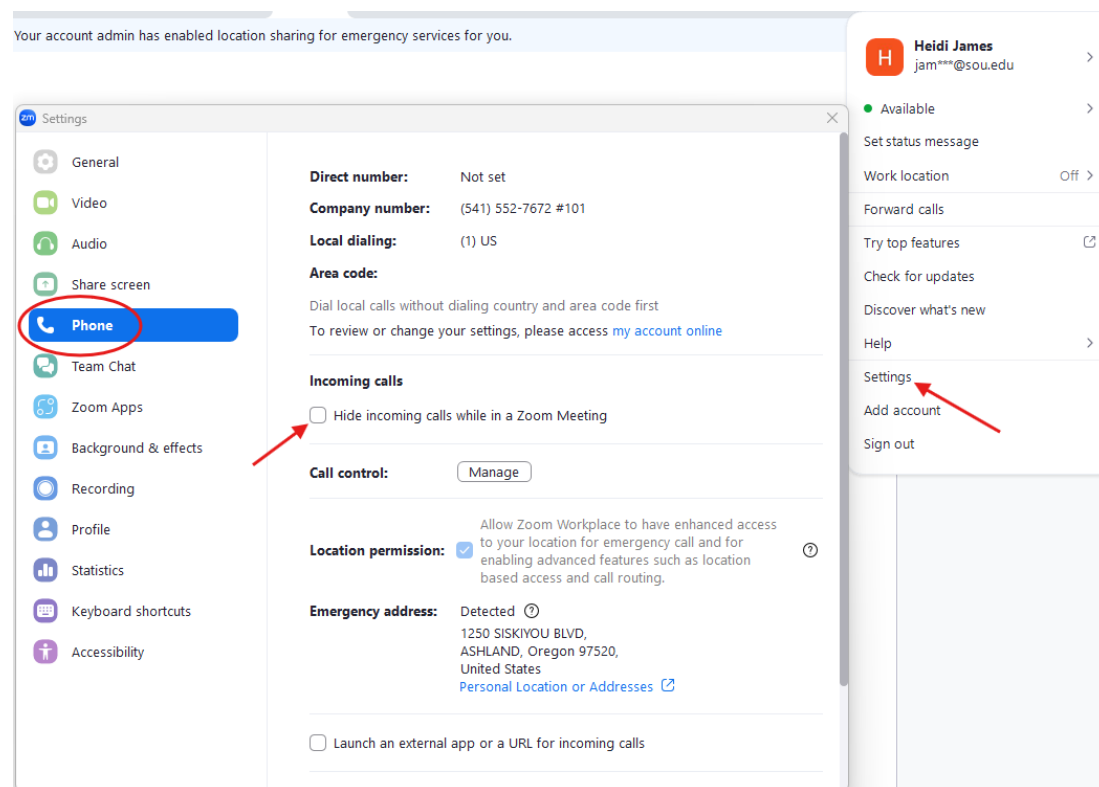 Your account admin has enabled location sharing for emergency services for you.
zm Settings
General
Video
Audio
Share screen
Phone
Team Chat
Zoom Apps
Background & effects
Recording
Profile
Statistics
Keyboard shortcuts
Accessibility
Direct number: Not set
Company number: (541) 552-7672 #101
Local dialing: (1) US
Area code:
Dial local calls without dialing country and area code first
To review or change your settings, please access my account online
Incoming calls
Hide incoming calls while in a Zoom Meeting
Call control: Manage
Location permission: Allow Zoom Workplace to have enhanced access
to your location for emergency call and for
enabling advanced features such as location
based access and call routing.
Emergency address: Detected
1250 SISKIYOU BLVD,
ASHLAND, Oregon 97520,
United States
Personal Location or Addresses
Launch an external app or a URL for incoming calls
H
Heidi James
jam***@sou.edu
Available
Set status message
Work location Off
Forward calls
Try top features
Check for updates
Discover what's new
Help
Settings
Add account
Sign out